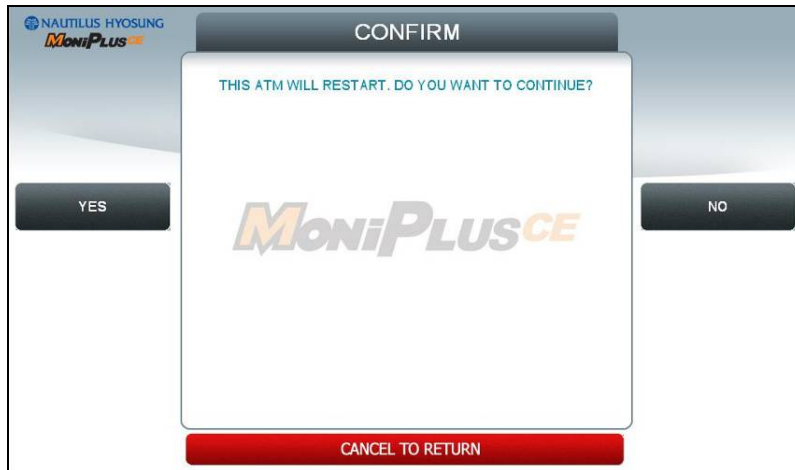 NAUTILUS HYOSUNG
MoniPlusCE
CONFIRM
THIS ATM WILL RESTART. DO YOU WANT TO CONTINUE?
YES
NO
MoniPlusCE
CANCEL TO RETURN